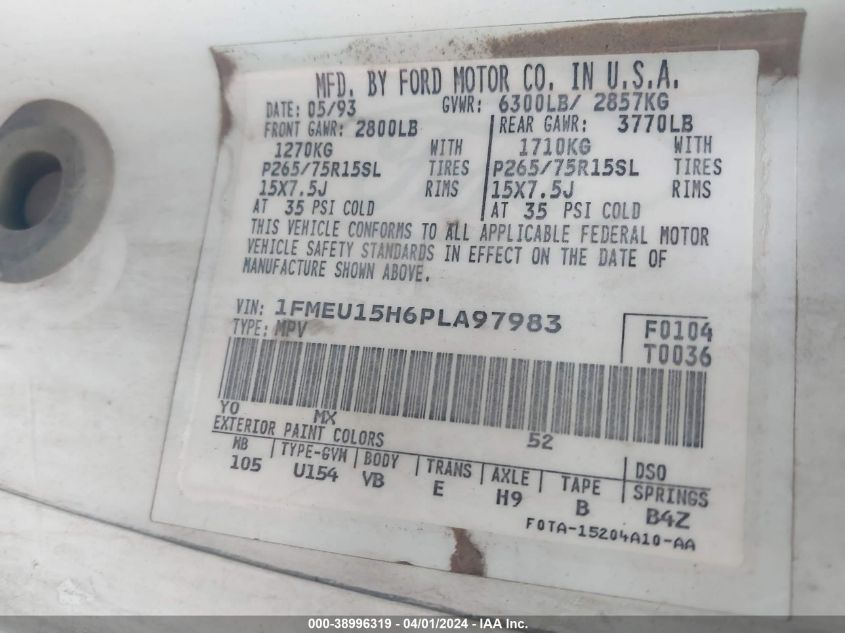 MFD. BY FORD MOTOR CO. IN U.S.A.
DATE: 05/93 GVWR: 6300LB/ 2857KG
FRONT GAWR: 2800LB REAR GAWR: 3770LB
1270KG WITH 1710KG WITH
P265/75R15SL TIRES P265/75R15SL TIRES
15X7.5J RIMS 15X7.5J RIMS
AT 35 PSI COLD AT 35 PSI COLD
THIS VEHICLE CONFORMS TO ALL APPLICABLE FEDERAL MOTOR
VEHICLE SAFETY STANDARDS IN EFFECT ON THE DATE OF
MANUFACTURE SHOWN ABOVE.
VIN: 1FMEU15H6PLA97983
TYPE: MPV
F0104
T0036
YO MX 52
EXTERIOR PAINT COLORS DSO
WB TYPE-GVM BODY TRANS AXLE TAPE SPRINGS
105 U154 VB E H9 B B4Z
F0TA-15204A10-AA
000-38996319 - 04/01/2024 - IAA Inc.